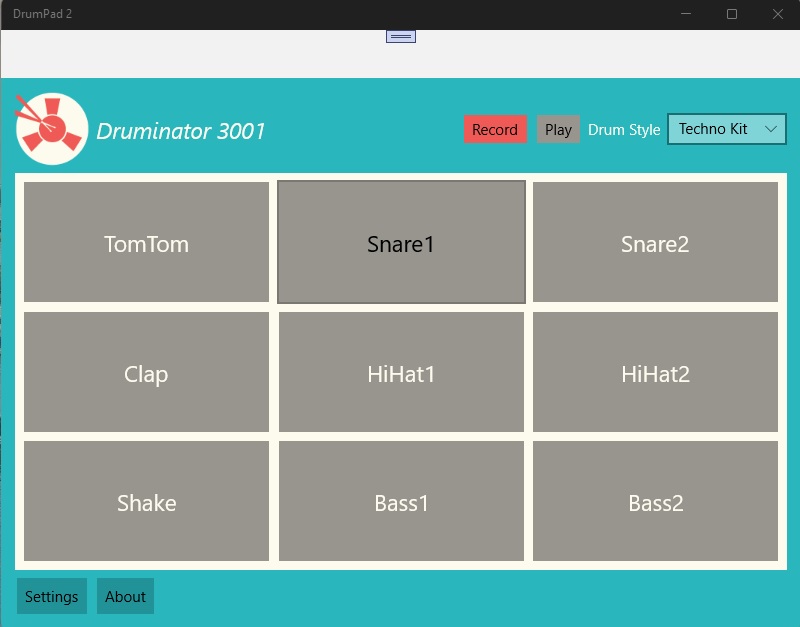 DrumPad 2
Druminator 3001
Record Play Drum Style Techno Kit
TomTom Snare1 Snare2
Clap HiHat1 HiHat2
Shake Bass1 Bass2
Settings About